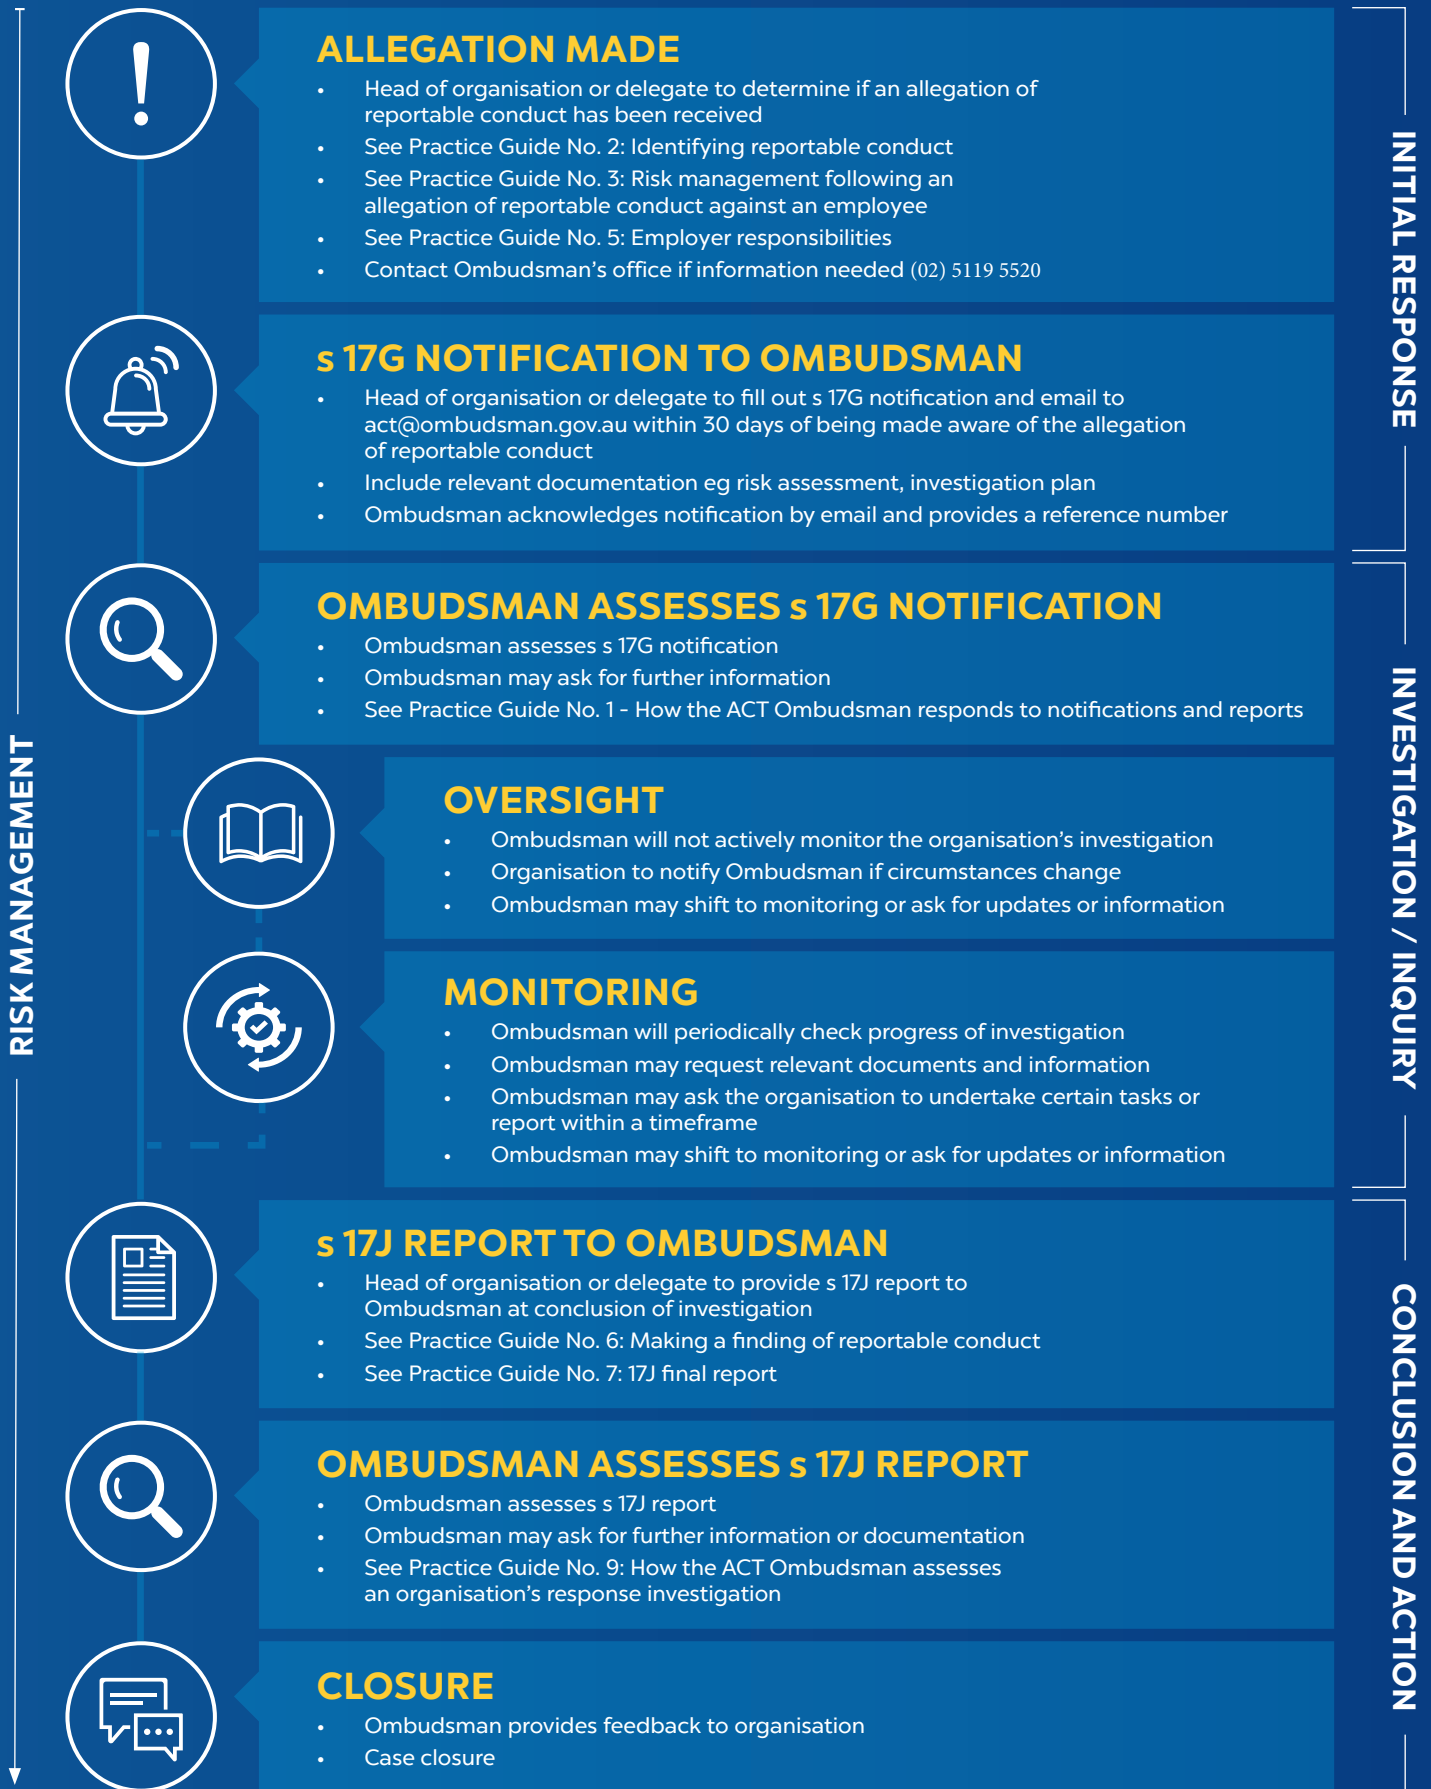 ALLEGATION MADE
• Head of organisation or delegate to determine if an allegation of
reportable conduct has been received
• See Practice Guide No. 2: Identifying reportable conduct
• See Practice Guide No. 3: Risk management following an
allegation of reportable conduct against an employee
• See Practice Guide No. 5: Employer responsibilities
• Contact Ombudsman's office if information needed (02) 5119 5520
s 17G NOTIFICATION TO OMBUDSMAN
• Head of organisation or delegate to fill out s 17G notification and email to
act@ombudsman.gov.au within 30 days of being made aware of the allegation
of reportable conduct
• Include relevant documentation eg risk assessment, investigation plan
• Ombudsman acknowledges notification by email and provides a reference number
INITIAL RESPONSE
OMBUDSMAN ASSESSES s 17G NOTIFICATION
• Ombudsman assesses s 17G notification
• Ombudsman may ask for further information
• See Practice Guide No. 1 - How the ACT Ombudsman responds to notifications and reports
OVERSIGHT
• Ombudsman will not actively monitor the organisation's investigation
• Organisation to notify Ombudsman if circumstances change
• Ombudsman may shift to monitoring or ask for updates or information
MONITORING
• Ombudsman will periodically check progress of investigation
• Ombudsman may request relevant documents and information
• Ombudsman may ask the organisation to undertake certain tasks or
report within a timeframe
• Ombudsman may shift to monitoring or ask for updates or information
INVESTIGATION / INQUIRY
RISK MANAGEMENT
s 17J REPORT TO OMBUDSMAN
• Head of organisation or delegate to provide s 17J report to
Ombudsman at conclusion of investigation
• See Practice Guide No. 6: Making a finding of reportable conduct
• See Practice Guide No. 7: 17J final report
OMBUDSMAN ASSESSES s 17J REPORT
• Ombudsman assesses s 17J report
• Ombudsman may ask for further information or documentation
• See Practice Guide No. 9: How the ACT Ombudsman assesses
an organisation's response investigation
CLOSURE
• Ombudsman provides feedback to organisation
• Case closure
CONCLUSION AND ACTION